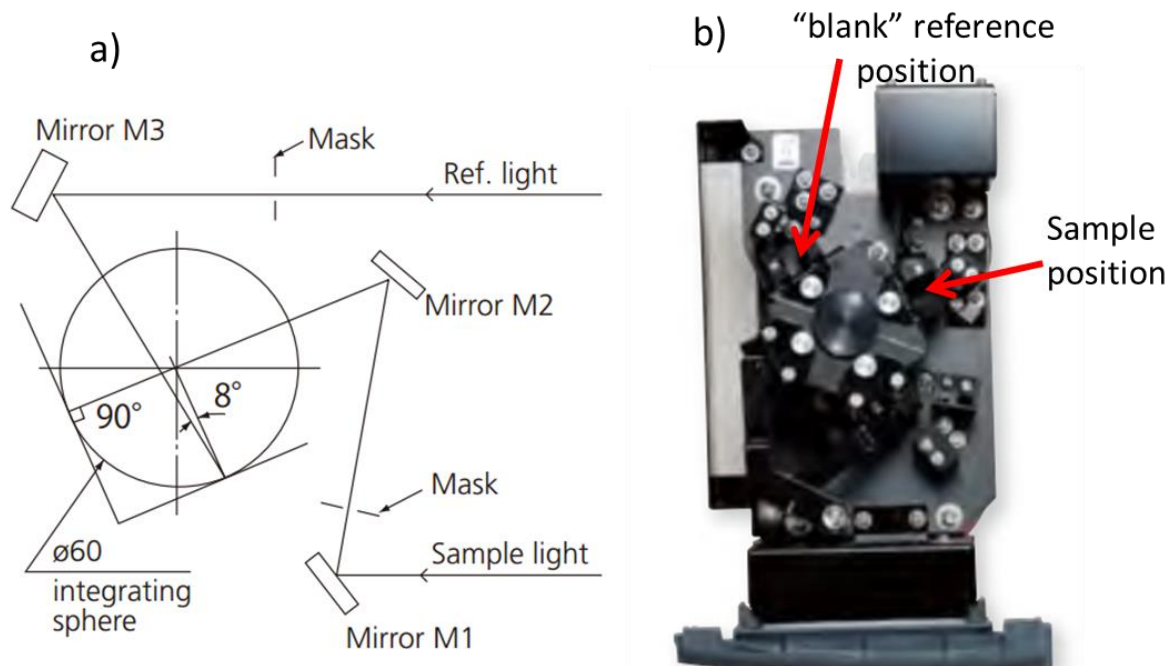 a)
Mirror M3
Mask
Ref. light
Mirror M2
8°
90°
Mask
ø60
integrating
sphere
Sample light
Mirror M1
b)
“blank” reference
position
Sample
position